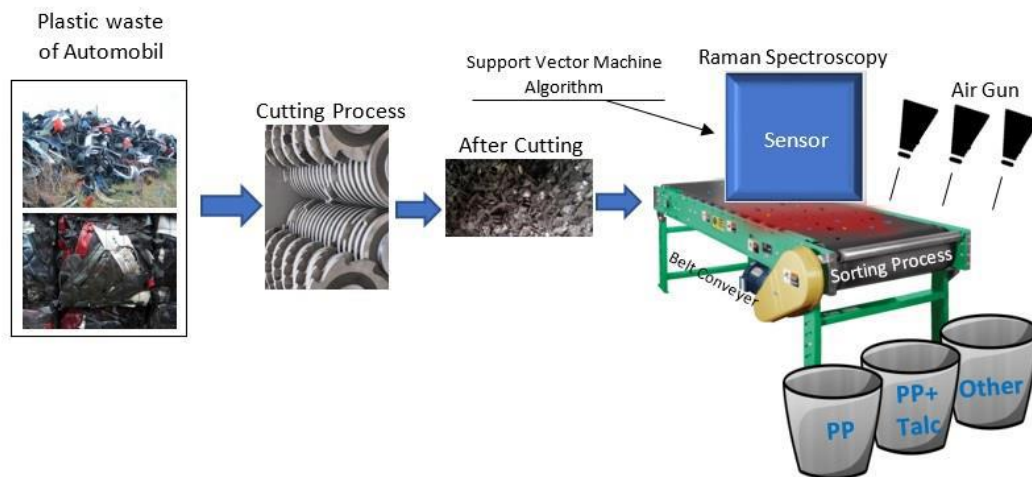 Plastic waste
of Automobil
Cutting Process
After Cutting
Support Vector Machine
Algorithm
Raman Spectroscopy
Sensor
Air Gun
Belt Conveyer
Sorting Process
PP
PP+
Talc
Other